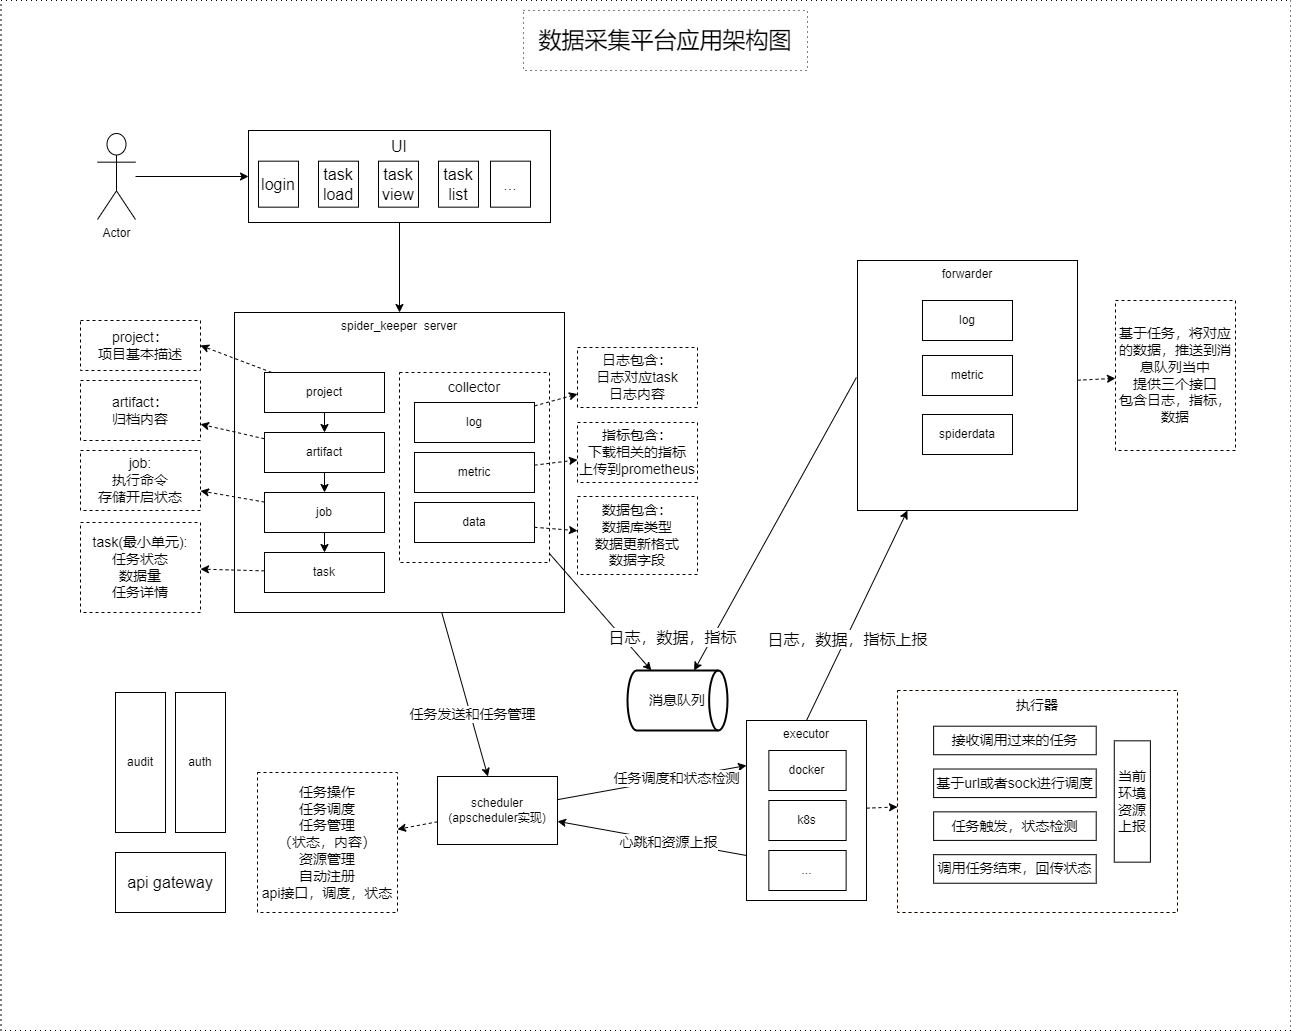 数据采集平台应用架构图
UI
login
task
load
task
view
task
list
...
Actor
spider_keeper server
project：
项目基本描述
artifact：
归档内容
job:
执行命令
存储开启状态
task(最小单元):
任务状态
数据量
任务详情
project
artifact
job
task
collector
log
metric
data
日志包含：
日志对应task
日志内容
指标包含：
下载相关的指标
上传到prometheus
数据包含：
数据库类型
数据更新格式
数据字段
forwarder
log
metric
spiderdata
基于任务，将对应
的数据，推送到消
息队列当中
提供三个接口
包含日志，指标，
数据
日志，数据，指标
日志，数据，指标上报
消息队列
任务发送和任务管理
audit
auth
api gateway
任务操作
任务调度
任务管理
（状态，内容）
资源管理
自动注册
api接口，调度，状态
scheduler
(apscheduler实现)
任务调度和状态检测
心跳和资源上报
executor
docker
k8s
...
执行器
接收调用过来的任务
基于url或者sock进行调度
任务触发，状态检测
调用任务结束，回传状态
当前
环境
资源
上报